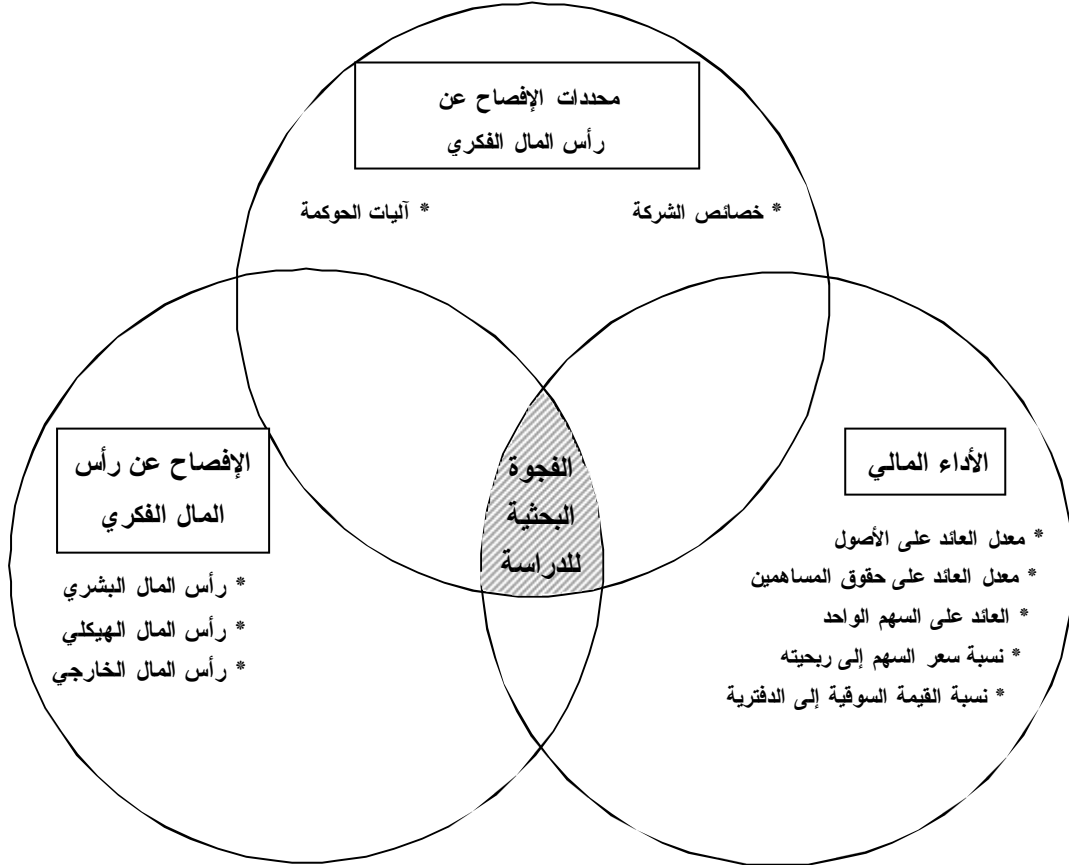 محددات الإفصاح عن
رأس المال الفكري
* خصائص الشركة
* آليات الحوكمة
الأداء المالي
* معدل العائد على الأصول
* معدل العائد على حقوق المساهمين
* العائد على السهم الواحد
* نسبة سعر السهم إلى ربحيته
* نسبة القيمة السوقية إلى الدفترية
الفجوة
البحثية
للدراسة
الإفصاح عن رأس
المال الفكري
* رأس المال البشري
* رأس المال الهيكلي
* رأس المال الخارجي